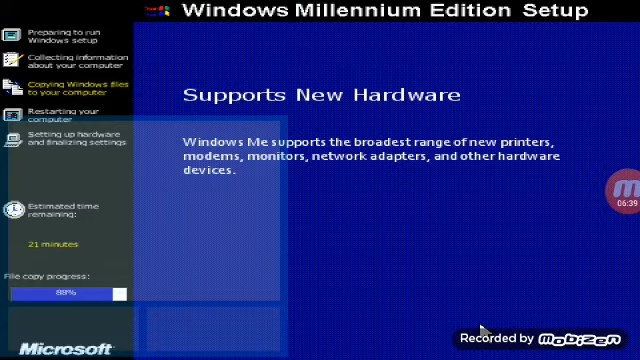 Windows Millennium Edition Setup
Preparing to run
Windows setup
Collecting information
about your computer
Copying Windows files
to your computer
Restarting your
computer
Setting up hardware
and finalizing settings
Estimated time
remaining:
21 minutes
File copy progress:
88%
Microsoft
Supports New Hardware
Windows Me supports the broadest range of new printers,
modems, monitors, network adapters, and other hardware
devices.
06:39
Recorded by mobizen